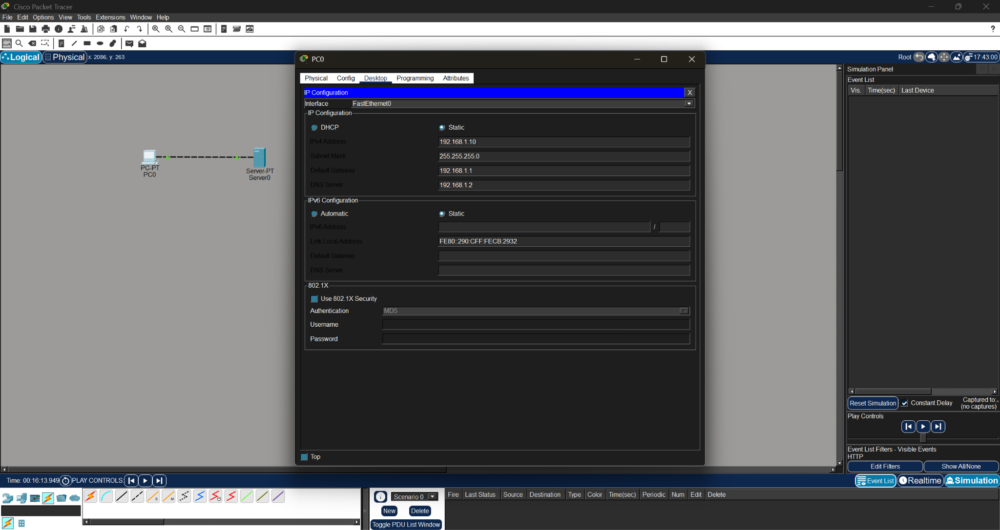 Cisco Packet Tracer
File Edit Options View Tools Extensions Window Help
?
Logical Physical x: 2086, y: 263
Root 17:43:00
PC-PT
PC0
Server-PT
Server0
PC0
Physical Config Desktop Programming Attributes
IP Configuration X
Interface FastEthernet0
IP Configuration
DHCP Static
IPv4 Address 192.168.1.10
Subnet Mask 255.255.255.0
Default Gateway 192.168.1.1
DNS Server 192.168.1.2
IPv6 Configuration
Automatic Static
IPv6 Address /
Link Local Address FE80::290:CFF:FECB:2932
Default Gateway
DNS Server
802.1X
Use 802.1X Security
Authentication MD5
Username
Password
Top
Simulation Panel
Event List
Vis. Time(sec) Last Device
Reset Simulation Constant Delay Captured to:
(no captures)
Play Controls
Event List Filters - Visible Events
HTTP
Edit Filters Show All/None
Time: 00:16:13.949 PLAY CONTROLS:
Event List Realtime Simulation
S M
Scenario 0
New Delete
Toggle PDU List Window
Fire Last Status Source Destination Type Color Time(sec) Periodic Num Edit Delete